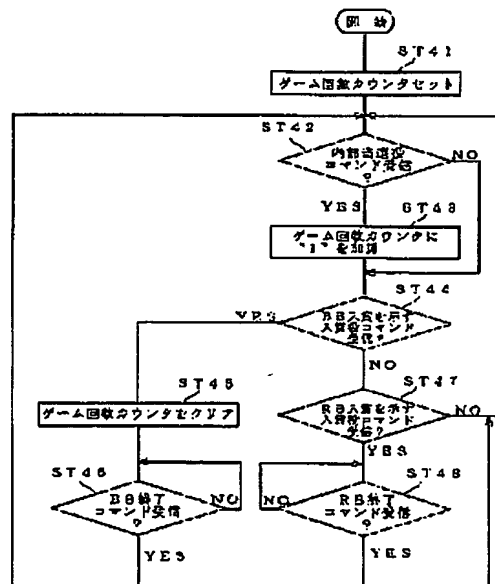 開始
ST41
ゲーム回数カウンタセット
ST42
内部当選役
コマンド受信
?
NO
YES
ST43
ゲーム回数カウンタに
"1"を加算
ST44
BB入賞を示す
入賞役コマンド
受信?
YES
NO
ST45
ゲーム回数カウンタをクリア
ST47
RB入賞を示す
入賞役コマンド
受信?
NO
YES
ST46
BB終了
コマンド受信
?
NO
YES
ST48
RB終了
コマンド受信
?
NO
YES